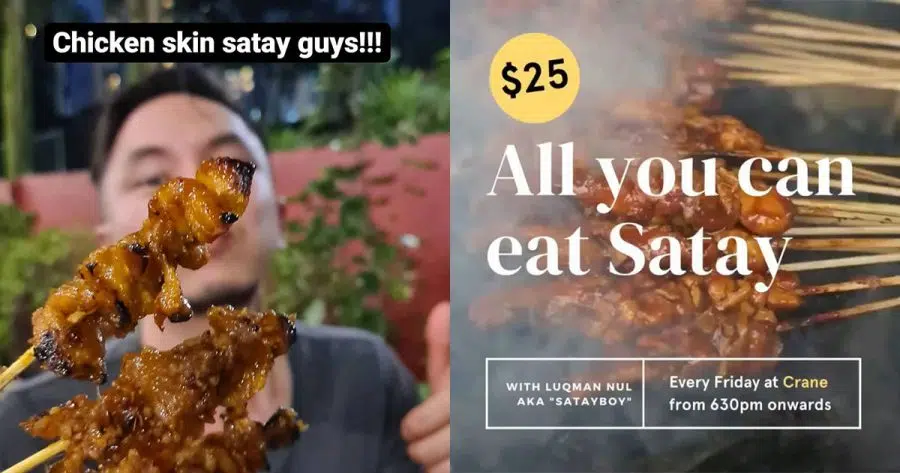 Chicken skin satay guys!!!
$25
All you can
eat Satay
WITH LUQMAN NUL
AKA "SATAYBOY"
Every Friday at Crane
from 630pm onwards